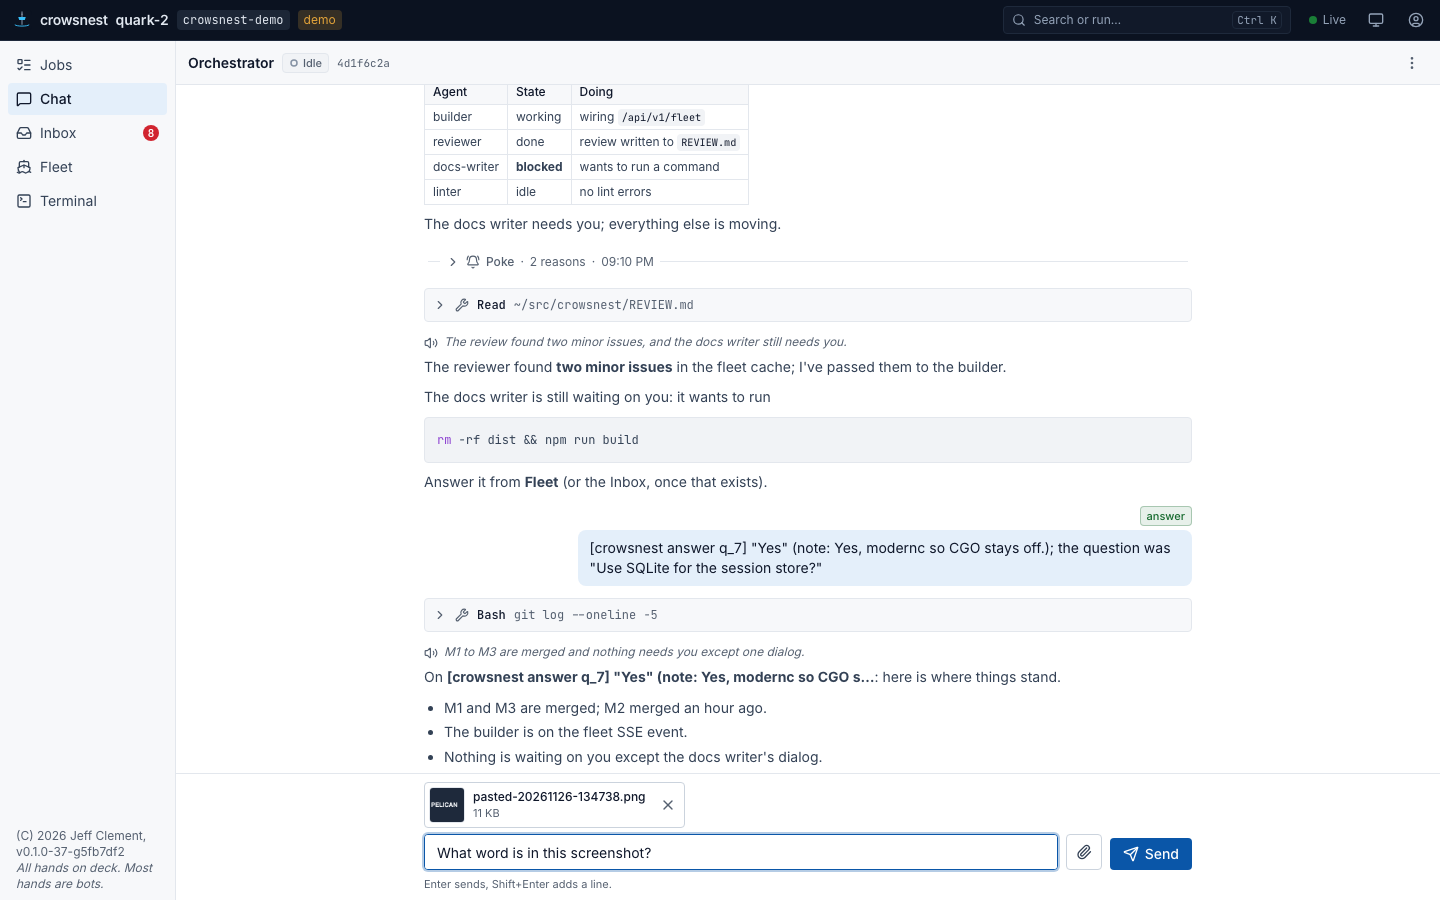 crowsnest quark-2 crowsnest-demo demo
Search or run... Ctrl K
Live
Jobs
Chat
Inbox 8
Fleet
Terminal
Orchestrator Idle 4d1f6c2a
Agent State Doing
builder working wiring /api/v1/fleet
reviewer done review written to REVIEW.md
docs-writer blocked wants to run a command
linter idle no lint errors
The docs writer needs you; everything else is moving.
Poke · 2 reasons · 09:10 PM
Read ~/src/crowsnest/REVIEW.md
The review found two minor issues, and the docs writer still needs you.
The reviewer found two minor issues in the fleet cache; I've passed them to the builder.
The docs writer is still waiting on you: it wants to run
rm -rf dist && npm run build
Answer it from Fleet (or the Inbox, once that exists).
answer
[crowsnest answer q_7] "Yes" (note: Yes, modernc so CGO stays off.); the question was
"Use SQLite for the session store?"
Bash git log --oneline -5
M1 to M3 are merged and nothing needs you except one dialog.
On [crowsnest answer q_7] "Yes" (note: Yes, modernc so CGO s...: here is where things stand.
• M1 and M3 are merged; M2 merged an hour ago.
• The builder is on the fleet SSE event.
• Nothing is waiting on you except the docs writer's dialog.
PELICAN
pasted-20261126-134738.png
11 KB
What word is in this screenshot?
Send
Enter sends, Shift+Enter adds a line.
(C) 2026 Jeff Clement,
v0.1.0-37-g5fb7df2
All hands on deck. Most
hands are bots.